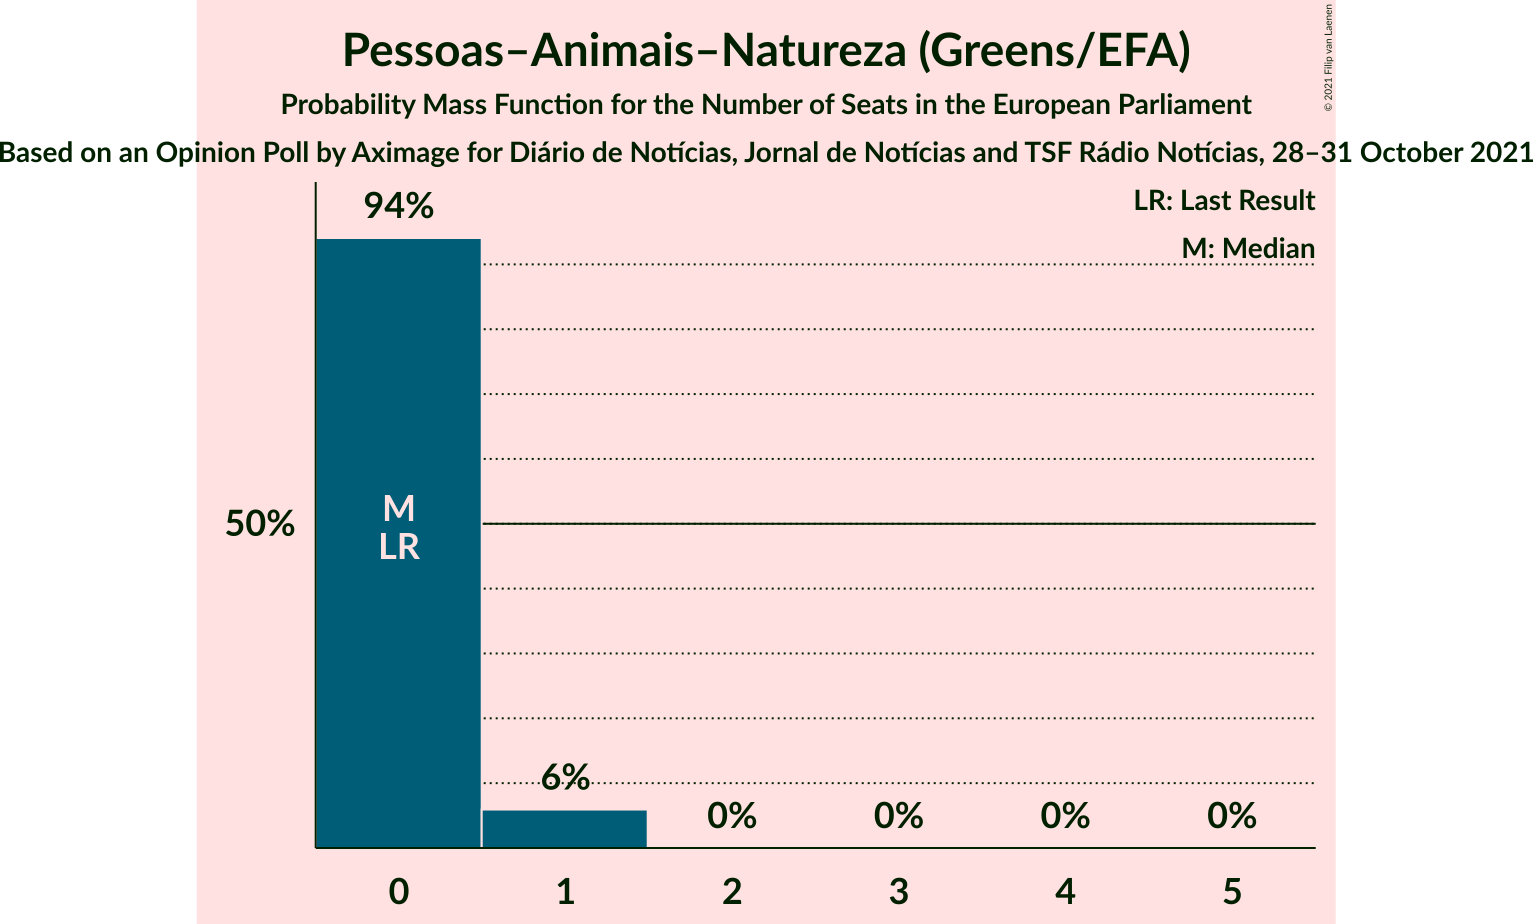 Pessoas–Animais–Natureza (Greens/EFA)
Probability Mass Function for the Number of Seats in the European Parliament
Based on an Opinion Poll by Aximage for Diário de Notícias, Jornal de Notícias and TSF Rádio Notícias, 28–31 October 2021
© 2021 Filip van Laenen
LR: Last Result
M: Median
94%
M
LR
50%
6%
0% 0% 0% 0%
0 1 2 3 4 5